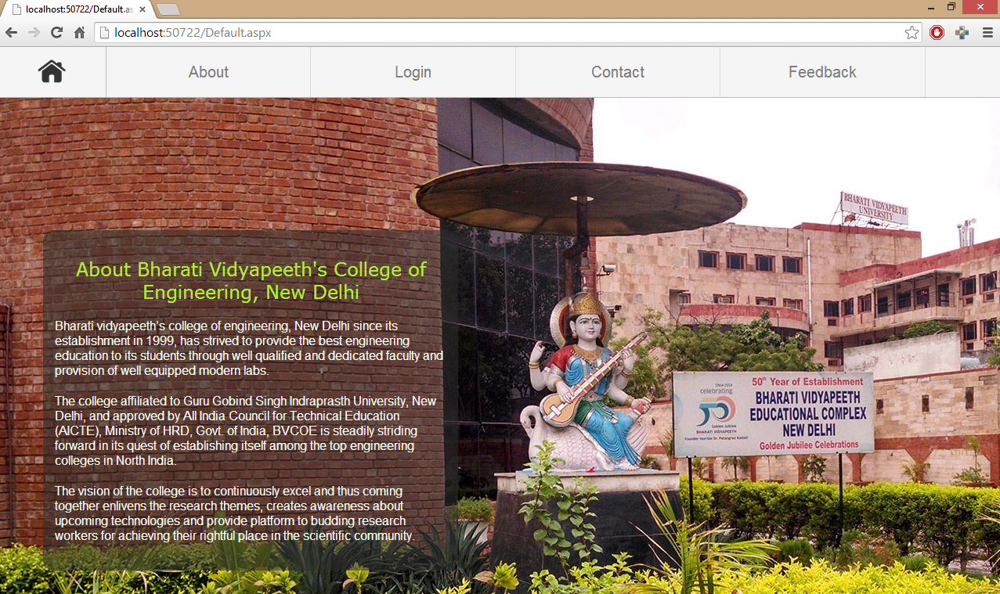 localhost:50722/Default.as
localhost:50722/Default.aspx
About
Login
Contact
Feedback
About Bharati Vidyapeeth's College of
Engineering, New Delhi
Bharati vidyapeeth's college of engineering, New Delhi since its
establishment in 1999, has strived to provide the best engineering
education to its students through well qualified and dedicated faculty and
provision of well equipped modern labs.
The college affiliated to Guru Gobind Singh Indraprasth University, New
Delhi, and approved by All India Council for Technical Education
(AICTE), Ministry of HRD, Govt. of India, BVCOE is steadily striding
forward in its quest of establishing itself among the top engineering
colleges in North India.
The vision of the college is to continuously excel and thus coming
together enlivens the research themes, creates awareness about
upcoming technologies and provide platform to budding research
workers for achieving their rightful place in the scientific community.
BHARATI VIDYAPEETH
UNIVERSITY
1964-2014
celebrating
50
Golden Jubilee
BHARATI VIDYAPEETH
Founder Hon'ble Dr. Patangrao Kadam
50th Year of Establishment
BHARATI VIDYAPEETH
EDUCATIONAL COMPLEX
NEW DELHI
Golden Jubilee Celebrations